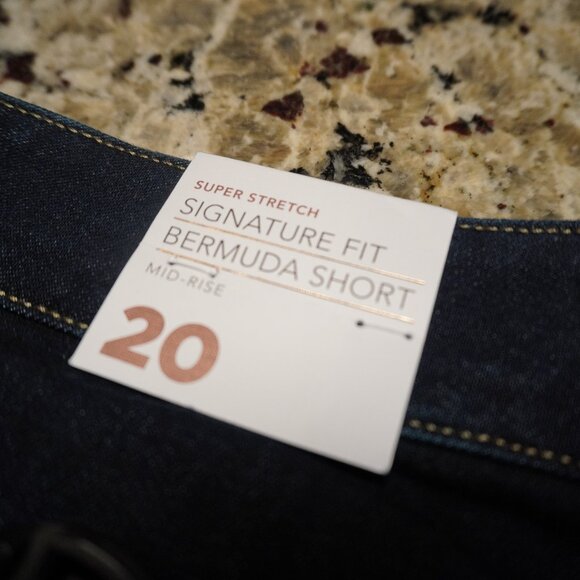 SUPER STRETCH
SIGNATURE FIT
BERMUDA SHORT
MID-RISE
20